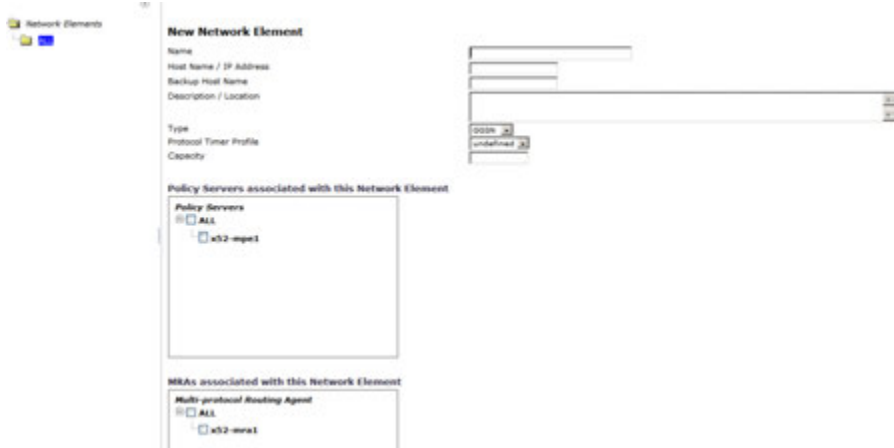 Network Elements
ALL
New Network Element
Name
Host Name / IP Address
Backup Host Name
Description / Location
Type
GGSN
Protocol Timer Profile
undefined
Capacity
Policy Servers associated with this Network Element
Policy Servers
ALL
x52-mpe1
MRAs associated with this Network Element
Multi-protocol Routing Agent
ALL
x52-mra1